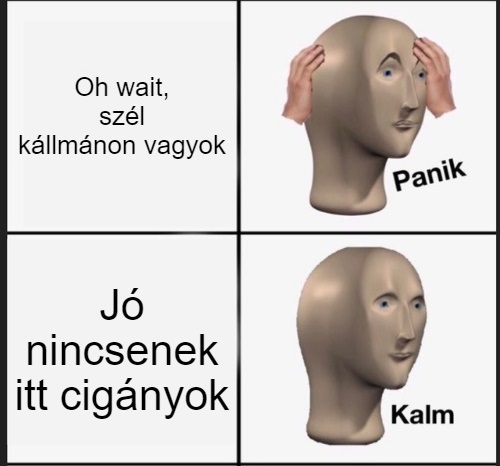 Oh wait,
szél
kállmánon vagyok
Panik
Jó
nincsenek
itt cigányok
Kalm